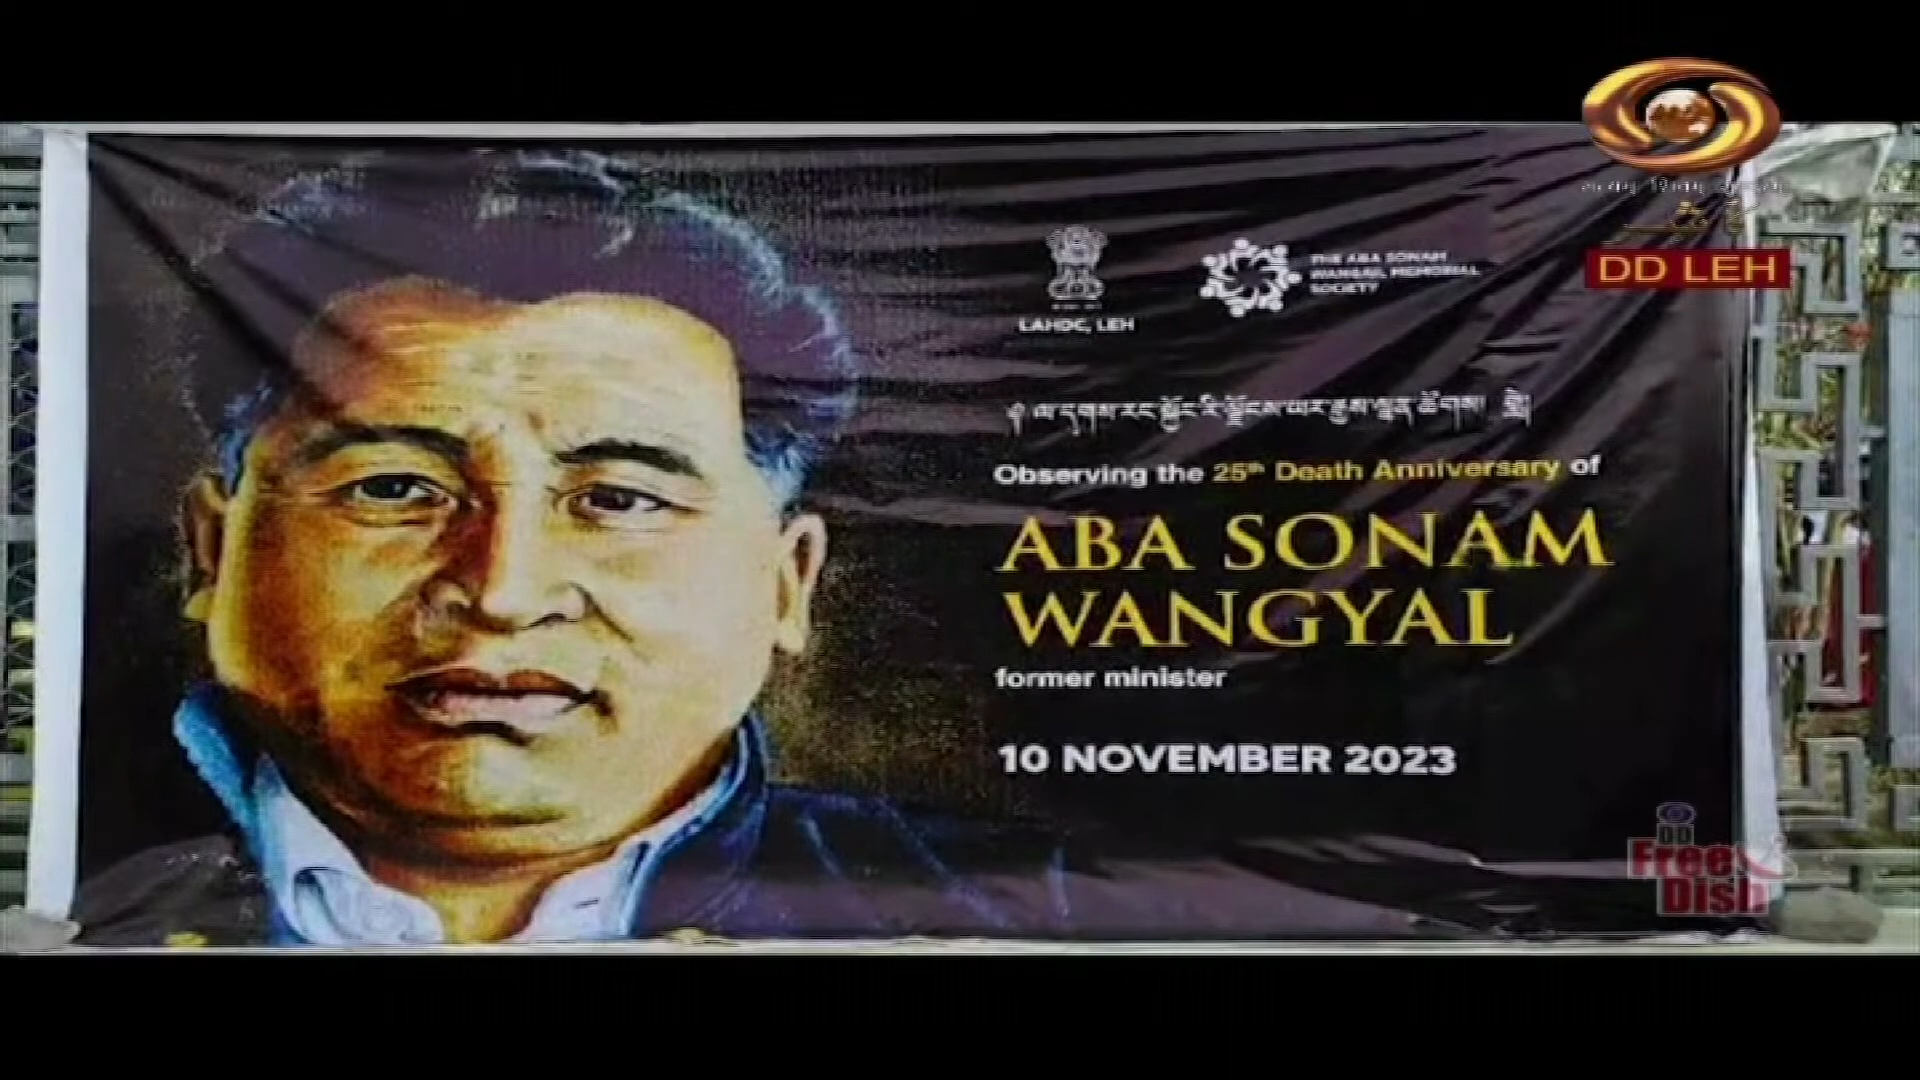 DD LEH
LAHDC, LEH
THE ABA SONAM
WANGYAL MEMORIAL
SOCIETY
Observing the 25th Death Anniversary of
ABA SONAM
WANGYAL
former minister
10 NOVEMBER 2023
DD
Free
Dish